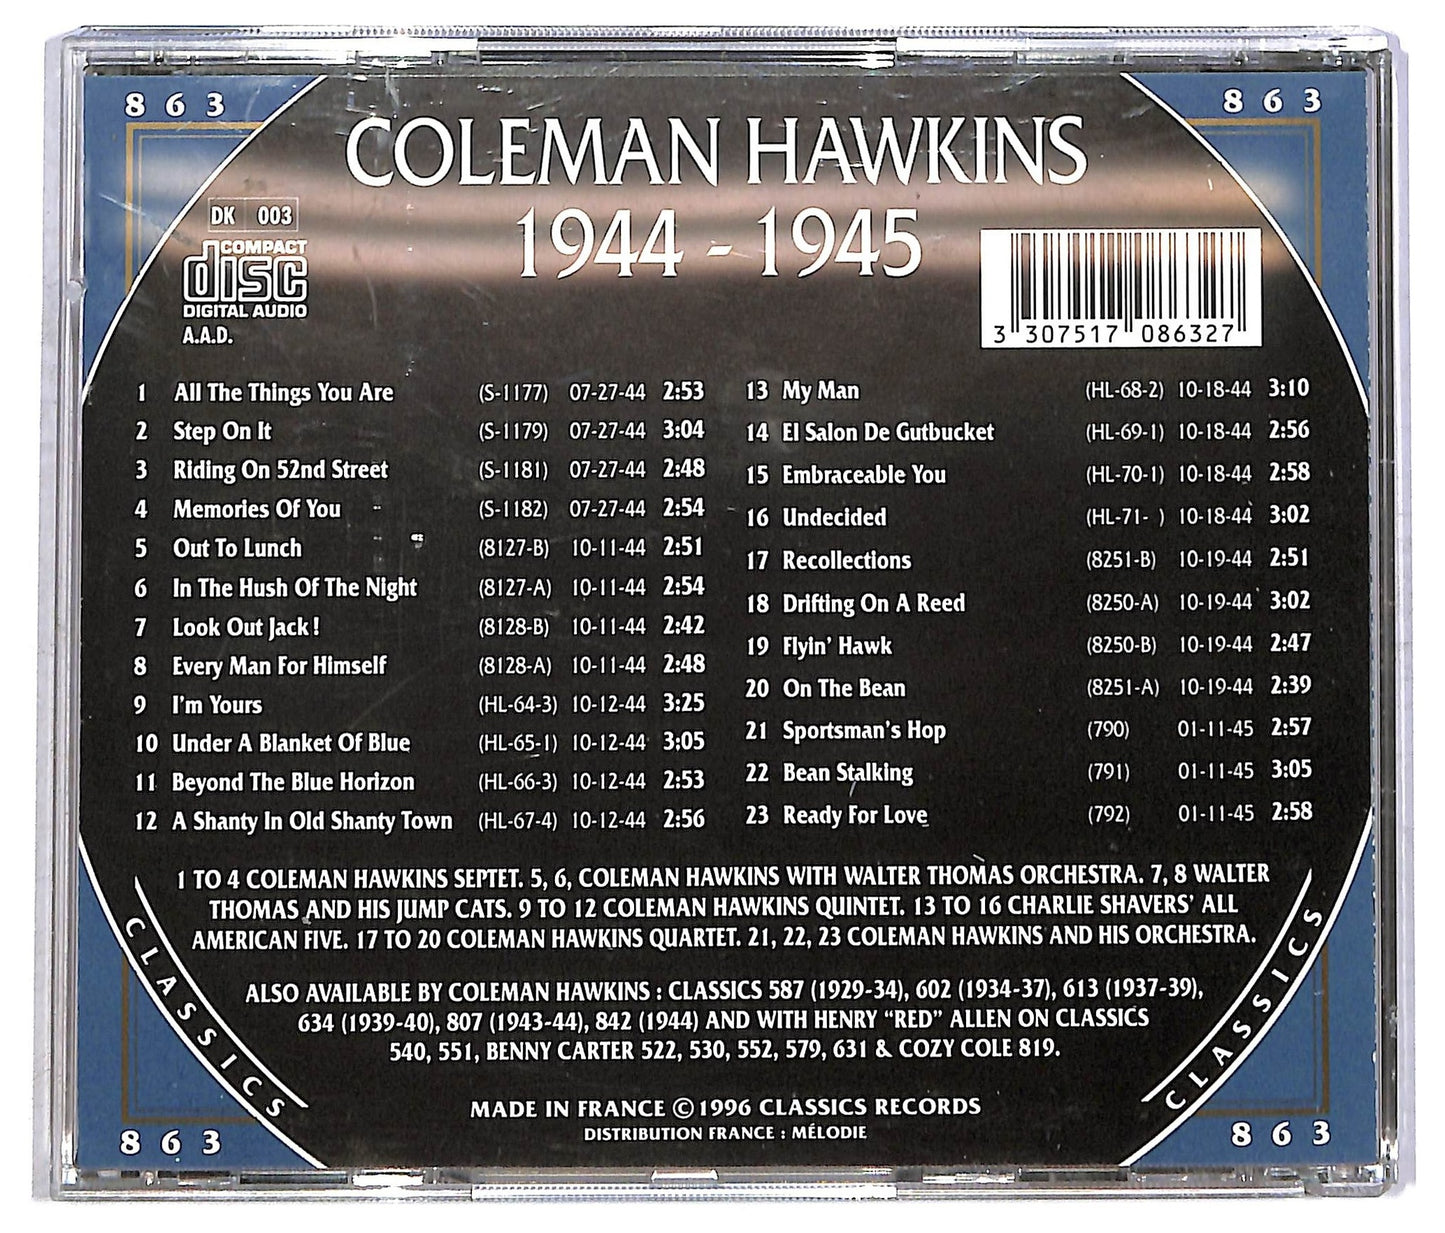 8 6 3
8 6 3
COLEMAN HAWKINS
1944 - 1945
DK 003
COMPACT
disc
DIGITAL AUDIO
A.A.D.
3 307517 086327
1 All The Things You Are (S-1177) 07-27-44 2:53
2 Step On It (S-1179) 07-27-44 3:04
3 Riding On 52nd Street (S-1181) 07-27-44 2:48
4 Memories Of You (S-1182) 07-27-44 2:54
5 Out To Lunch (8127-B) 10-11-44 2:51
6 In The Hush Of The Night (8127-A) 10-11-44 2:54
7 Look Out Jack! (8128-B) 10-11-44 2:42
8 Every Man For Himself (8128-A) 10-11-44 2:48
9 I'm Yours (HL-64-3) 10-12-44 3:25
10 Under A Blanket Of Blue (HL-65-1) 10-12-44 3:05
11 Beyond The Blue Horizon (HL-66-3) 10-12-44 2:53
12 A Shanty In Old Shanty Town (HL-67-4) 10-12-44 2:56
13 My Man (HL-68-2) 10-18-44 3:10
14 El Salon De Gutbucket (HL-69-1) 10-18-44 2:56
15 Embraceable You (HL-70-1) 10-18-44 2:58
16 Undecided (HL-71- ) 10-18-44 3:02
17 Recollections (8251-B) 10-19-44 2:51
18 Drifting On A Reed (8250-A) 10-19-44 3:02
19 Flyin' Hawk (8250-B) 10-19-44 2:47
20 On The Bean (8251-A) 10-19-44 2:39
21 Sportsman's Hop (790) 01-11-45 2:57
22 Bean Stalking (791) 01-11-45 3:05
23 Ready For Love (792) 01-11-45 2:58
1 TO 4 COLEMAN HAWKINS SEPTET. 5, 6, COLEMAN HAWKINS WITH WALTER THOMAS ORCHESTRA. 7, 8 WALTER
THOMAS AND HIS JUMP CATS. 9 TO 12 COLEMAN HAWKINS QUINTET. 13 TO 16 CHARLIE SHAVERS' ALL
AMERICAN FIVE. 17 TO 20 COLEMAN HAWKINS QUARTET. 21, 22, 23 COLEMAN HAWKINS AND HIS ORCHESTRA.
ALSO AVAILABLE BY COLEMAN HAWKINS : CLASSICS 587 (1929-34), 602 (1934-37), 613 (1937-39),
634 (1939-40), 807 (1943-44), 842 (1944) AND WITH HENRY "RED" ALLEN ON CLASSICS
540, 551, BENNY CARTER 522, 530, 552, 579, 631 & COZY COLE 819.
CLASSICS
CLASSICS
MADE IN FRANCE © 1996 CLASSICS RECORDS
DISTRIBUTION FRANCE : MÉLODIE
8 6 3
8 6 3